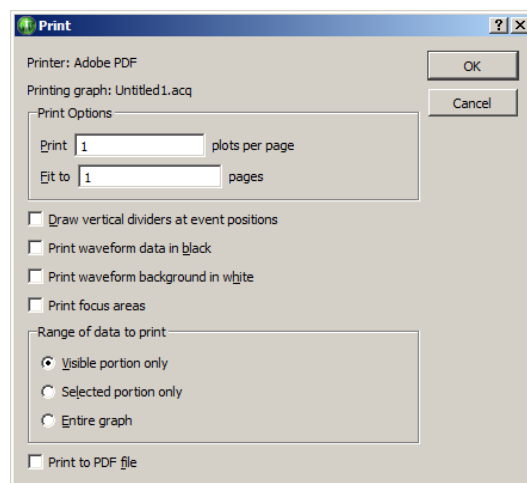 Print
Printer: Adobe PDF
OK
Printing graph: Untitled1.acq
Cancel
Print Options
Print 1 plots per page
Fit to 1 pages
Draw vertical dividers at event positions
Print waveform data in black
Print waveform background in white
Print focus areas
Range of data to print
Visible portion only
Selected portion only
Entire graph
Print to PDF file